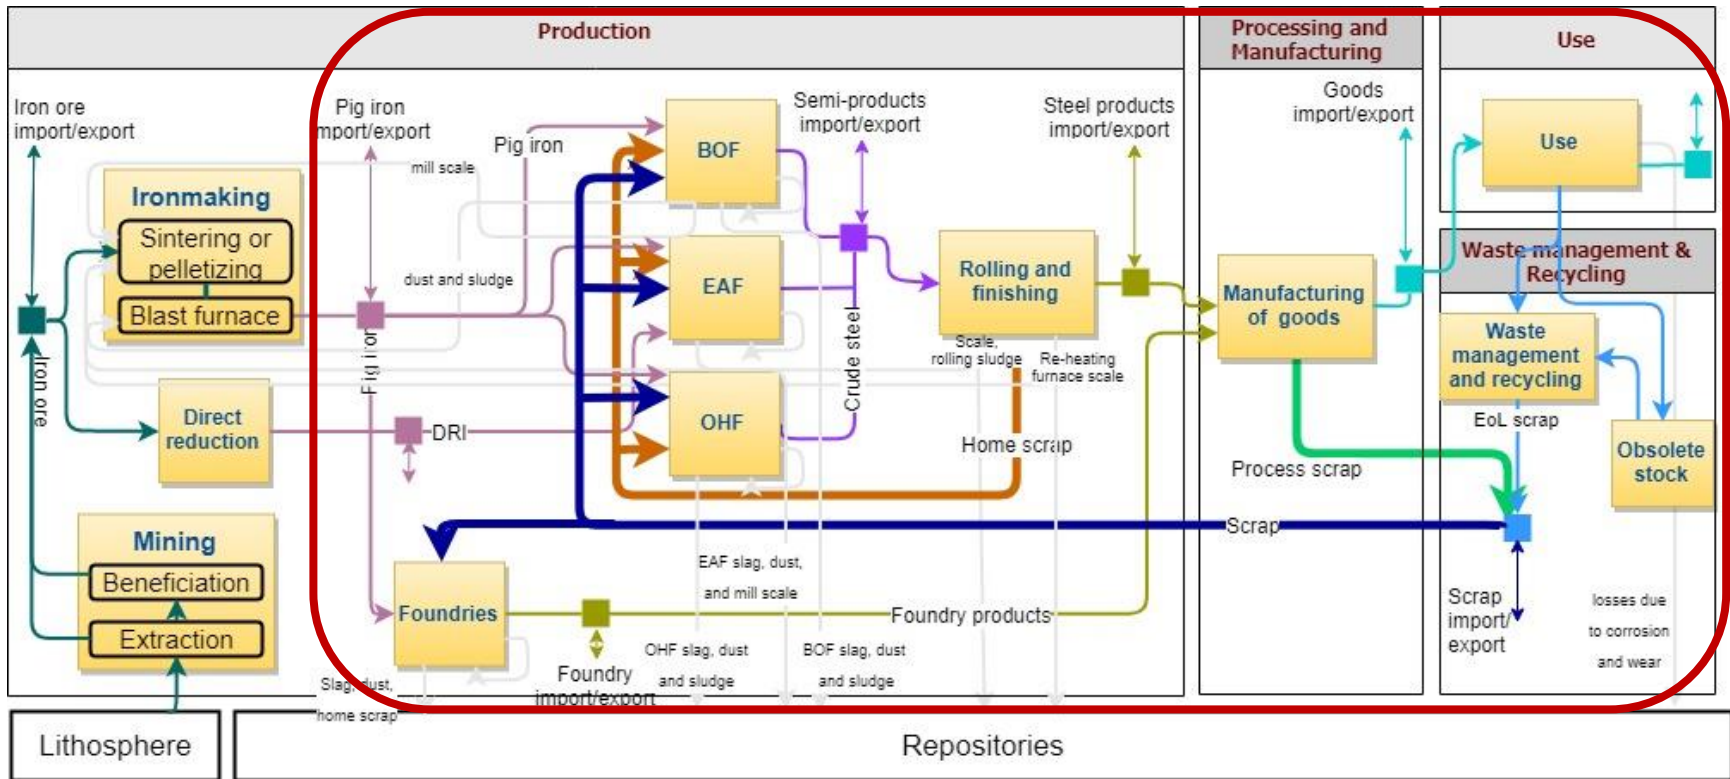 Production
Processing and
Manufacturing
Use
Iron ore
import/export
Pig iron
import/export
Pig iron
mill scale
BOF
Semi-products
import/export
Steel products
import/export
Goods
import/export
Use
Ironmaking
Sintering or
pelletizing
Blast furnace
dust and sludge
EAF
Rolling and
finishing
Manufacturing
of goods
Waste management &
Recycling
Waste
management
and recycling
Iron ore
Pig iron
Crude steel
Scale,
rolling sludge
Re-heating
furnace scale
Direct
reduction
DRI
OHF
Home scrap
Process scrap
EoL scrap
Obsolete
stock
Mining
Beneficiation
Extraction
Scrap
EAF slag, dust,
and mill scale
Foundries
Foundry products
Scrap
import/
export
losses due
to corrosion
and wear
Slag, dust,
home scrap
Foundry
import/export
OHF slag, dust
and sludge
BOF slag, dust
and sludge
Lithosphere
Repositories